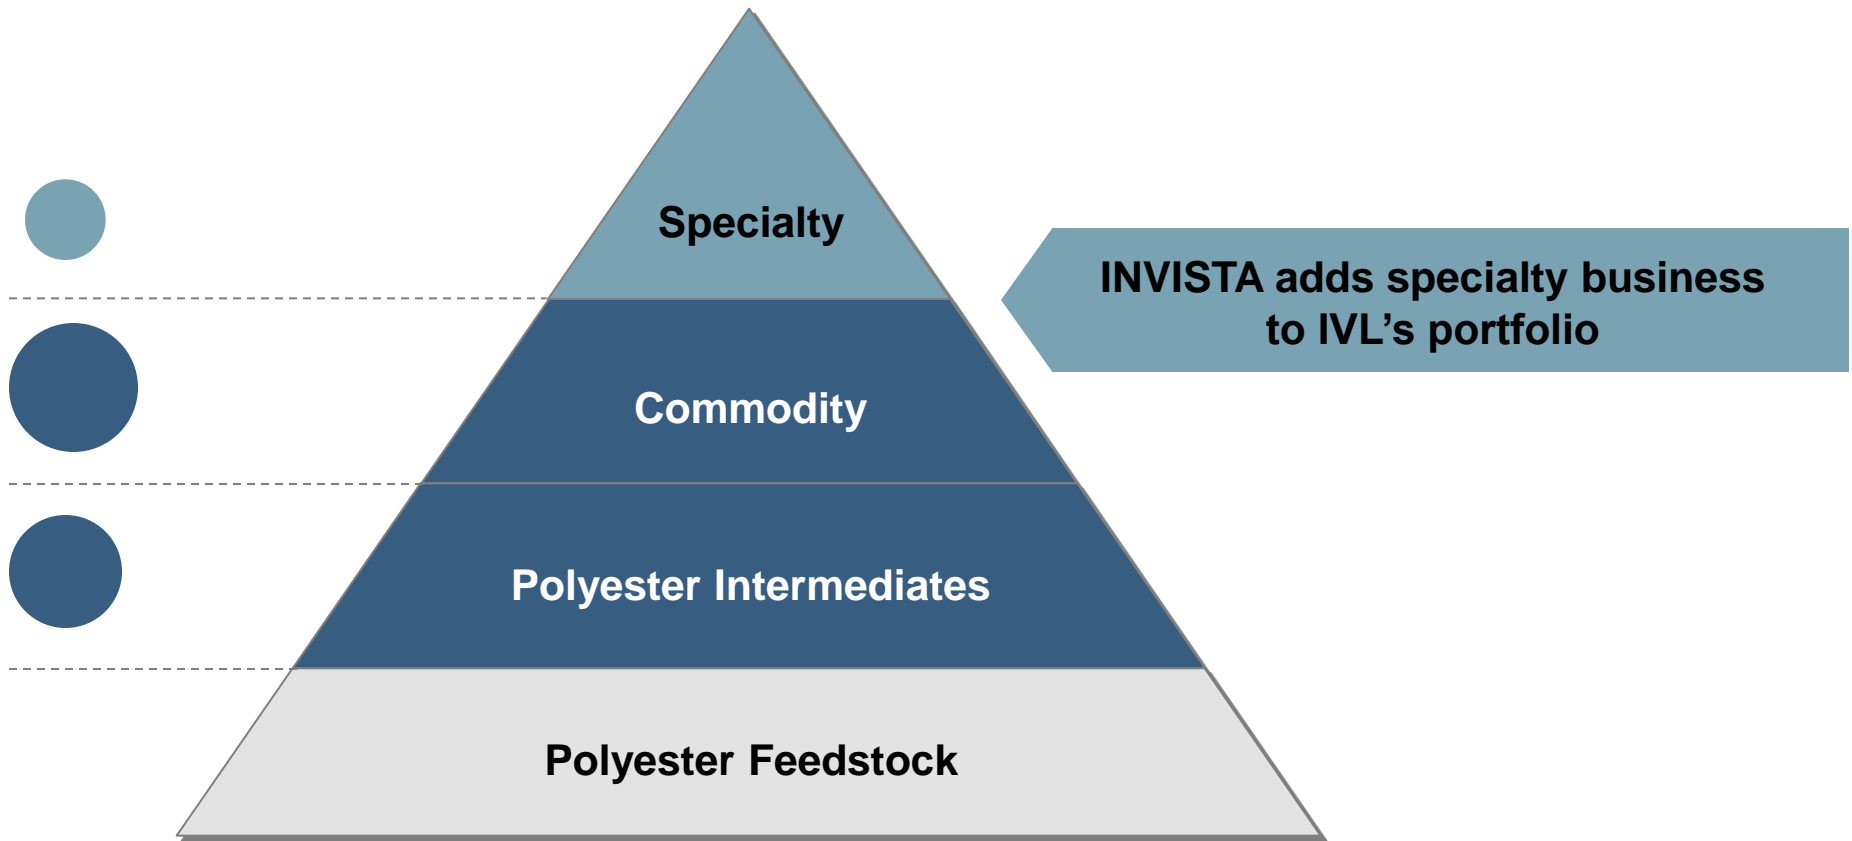 Specialty
INVISTA adds specialty business
to IVL’s portfolio
Commodity
Polyester Intermediates
Polyester Feedstock